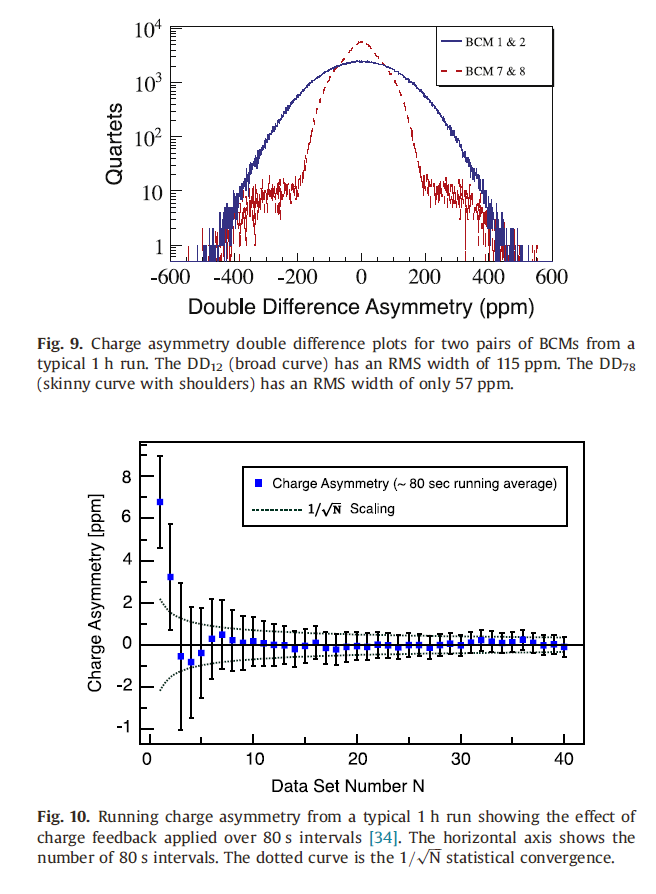 10⁴
10³
10²
10
1
Quartets
BCM 1 & 2
BCM 7 & 8
-600 -400 -200 0 200 400 600
Double Difference Asymmetry (ppm)
Fig. 9. Charge asymmetry double difference plots for two pairs of BCMs from a
typical 1 h run. The DD₁₂ (broad curve) has an RMS width of 115 ppm. The DD₇₈
(skinny curve with shoulders) has an RMS width of only 57 ppm.
8
6
4
2
0
-2
-1
Charge Asymmetry [ppm]
Charge Asymmetry (~ 80 sec running average)
1/√N Scaling
0 10 20 30 40
Data Set Number N
Fig. 10. Running charge asymmetry from a typical 1 h run showing the effect of
charge feedback applied over 80 s intervals [34]. The horizontal axis shows the
number of 80 s intervals. The dotted curve is the 1/√N statistical convergence.